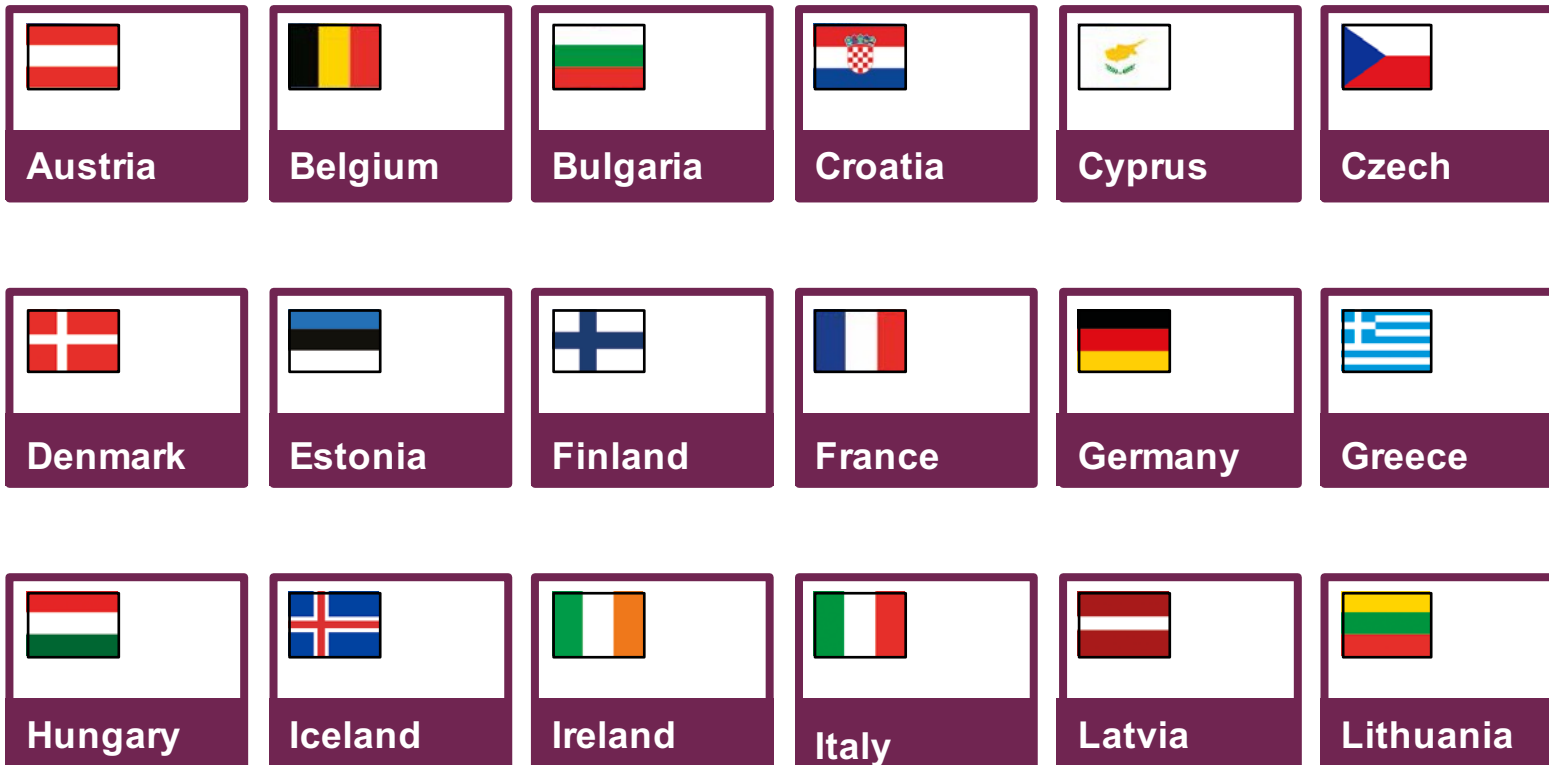 Austria
Belgium
Bulgaria
Croatia
Cyprus
Czech
Denmark
Estonia
Finland
France
Germany
Greece
Hungary
Iceland
Ireland
Italy
Latvia
Lithuania